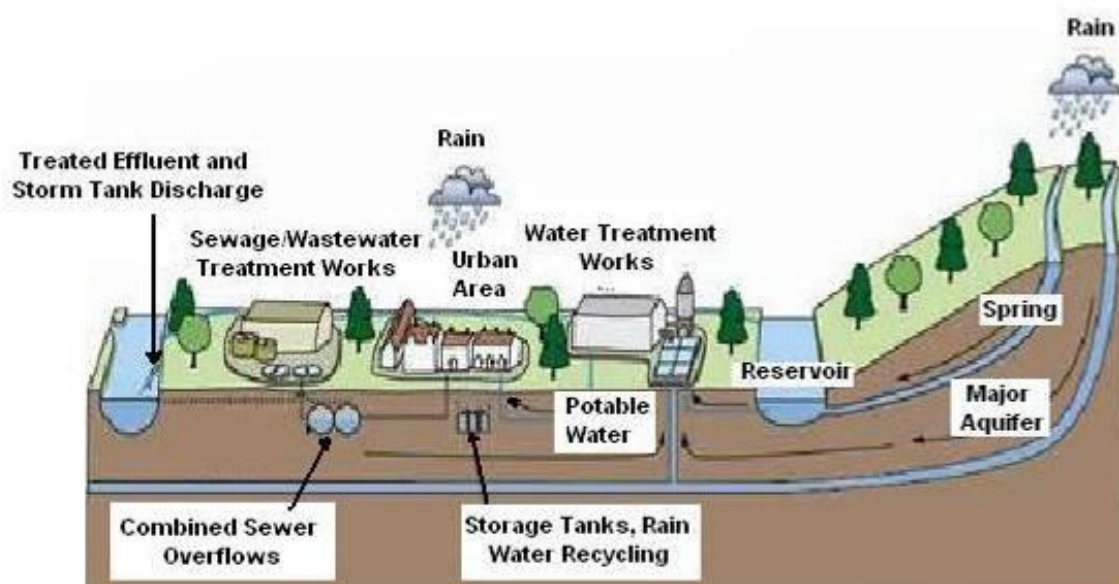 Rain
Rain
Treated Effluent and
Storm Tank Discharge
Sewage/Wastewater
Treatment Works
Urban
Area
Water Treatment
Works
Spring
Reservoir
Major
Aquifer
Potable
Water
Combined Sewer
Overflows
Storage Tanks, Rain
Water Recycling